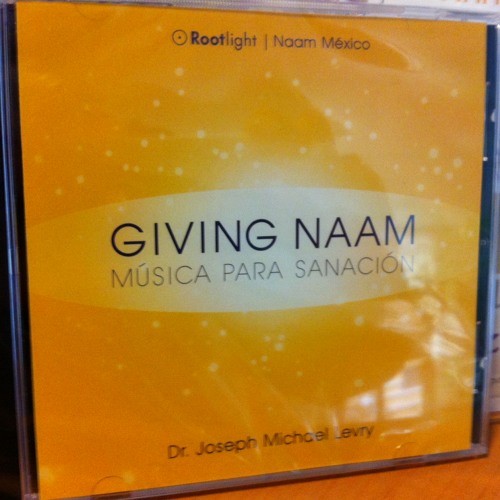 Rootlight | Naam México
GIVING NAAM
MÚSICA PARA SANACIÓN
Dr. Joseph Michael Levry